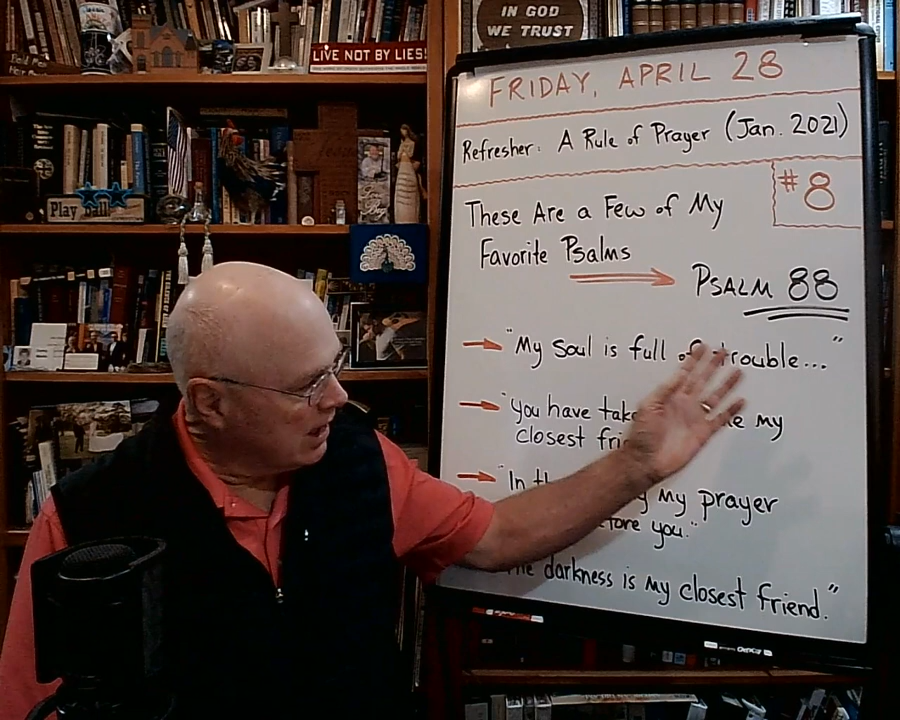 IN GOD
WE TRUST
LIVE NOT BY LIES!
Play ball
FRIDAY, APRIL 28
Refresher: A Rule of Prayer (Jan. 2021)
#8
These Are a Few of My
Favorite Psalms
PSALM 88
"My Soul is full of trouble..."
"you have my
closest
"In my prayer
you."
darkness is my closest friend."